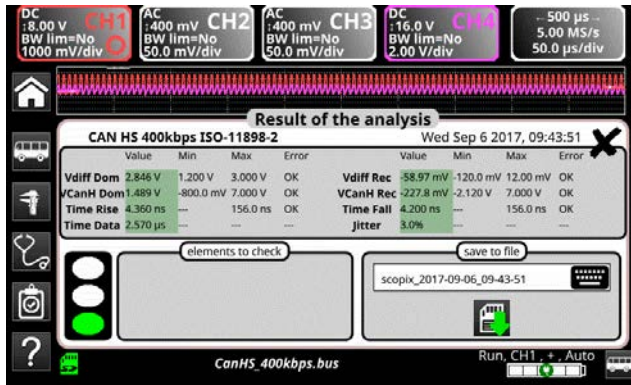 DC
↕8.00 V CH1
BW lim=No
1000 mV/div
AC
↕400 mV CH2
BW lim=No
50.0 mV/div
AC
↕400 mV CH3
BW lim=No
50.0 mV/div
DC
↕16.0 V CH4
BW lim=No
2.00 V/div
↔500 µs
5.00 MS/s
50.0 µs/div
Result of the analysis
CAN HS 400kbps ISO-11898-2 Wed Sep 6 2017, 09:43:51
Value Min Max Error Value Min Max Error
Vdiff Dom 2.846 V 1.200 V 3.000 V OK Vdiff Rec -58.97 mV -120.0 mV 12.00 mV OK
VCanH Dom 1.489 V -800.0 mV 7.000 V OK VCanH Rec -227.8 mV -2.120 V 7.000 V OK
Time Rise 4.360 ns --- 156.0 ns OK Time Fall 4.200 ns --- 156.0 ns OK
Time Data 2.570 µs --- --- --- Jitter 3.0% --- --- ---
elements to check
save to file
scopix_2017-09-06_09-43-51
?
CanHS_400kbps.bus
Run, CH1 , + , Auto